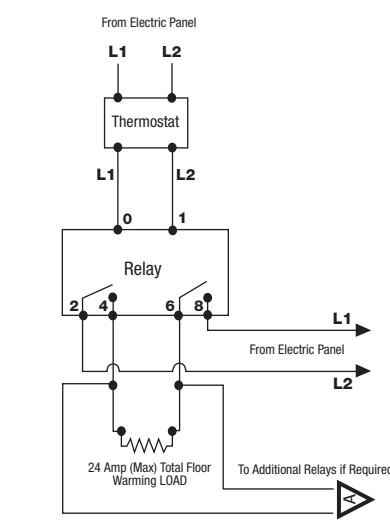 From Electric Panel
L1 L2
Thermostat
L1 L2
0 1
Relay
2 4 6 8
L1
From Electric Panel
L2
24 Amp (Max) Total Floor
Warming LOAD
To Additional Relays if Required
A